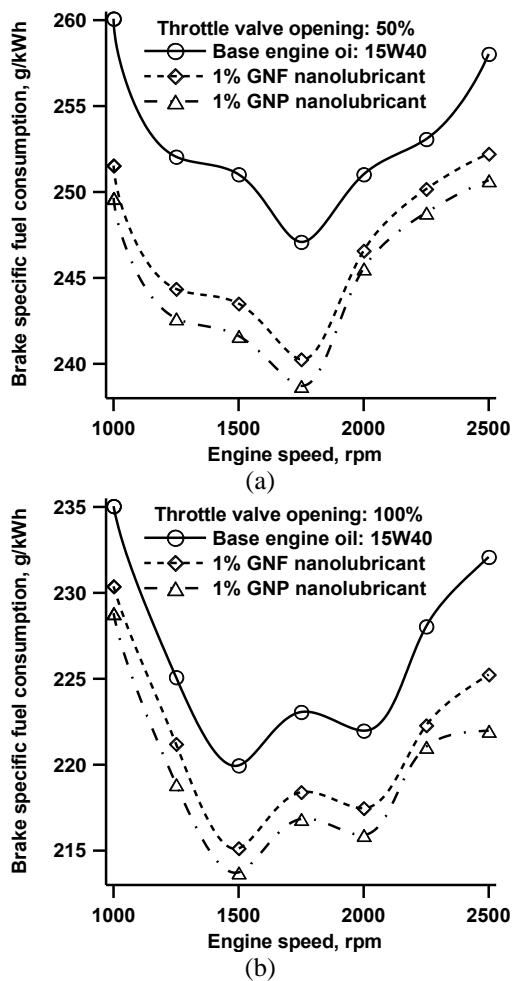 Throttle valve opening: 50%
Base engine oi: 15W40
1% GNF nanolubricant
1% GNP nanolubricant
Brake specific fuel consumption, g/kWh
260
255
250
245
240
1000
1500
2000
2500
Engine speed, rpm
(a)
Throttle valve opening: 100%
Base engine oil: 15W40
1% GNF nanolubricant
1% GNP nanolubricant
Brake specific fuel consumption, g/kWh
235
230
225
220
215
1000
1500
2000
2500
Engine speed, rpm
(b)